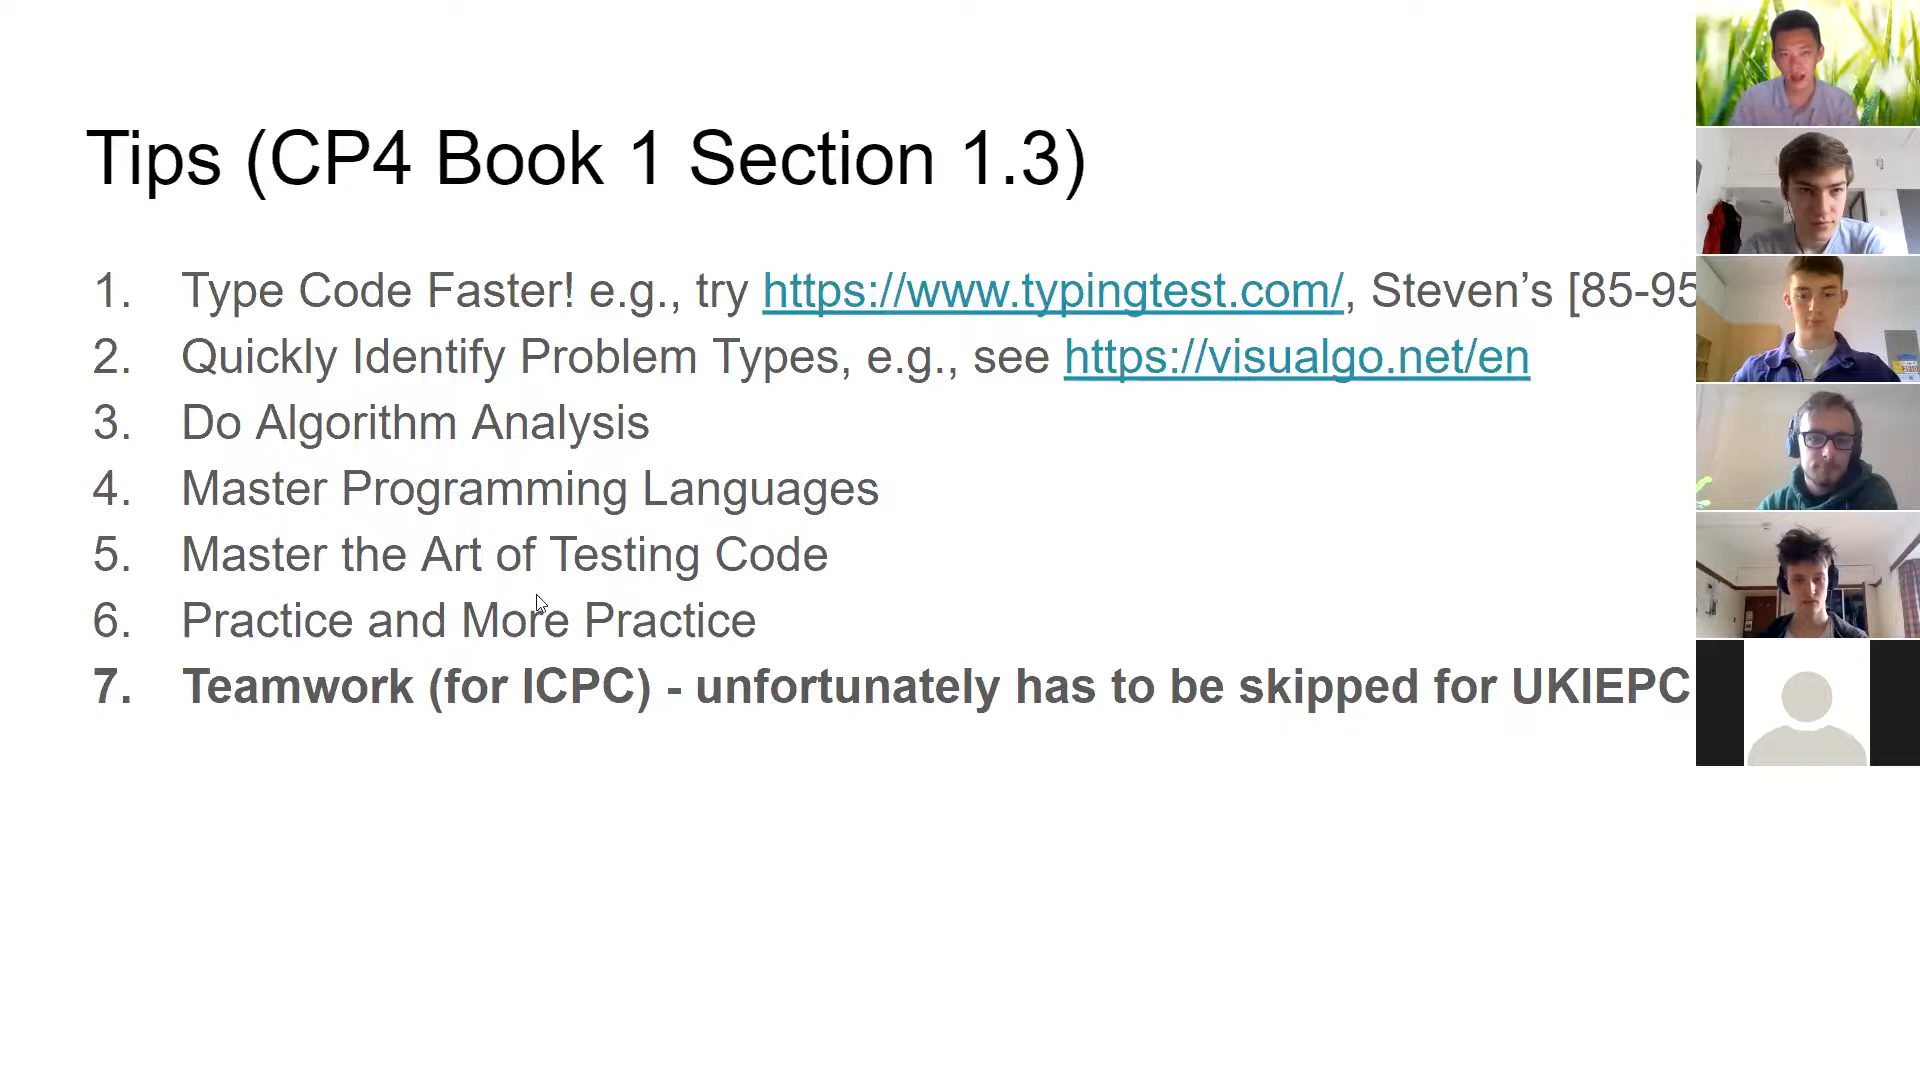 Tips (CP4 Book 1 Section 1.3)
1. Type Code Faster! e.g., try https://www.typingtest.com/, Steven’s [85-95
2. Quickly Identify Problem Types, e.g., see https://visualgo.net/en
3. Do Algorithm Analysis
4. Master Programming Languages
5. Master the Art of Testing Code
6. Practice and More Practice
7. Teamwork (for ICPC) - unfortunately has to be skipped for UKIEPC